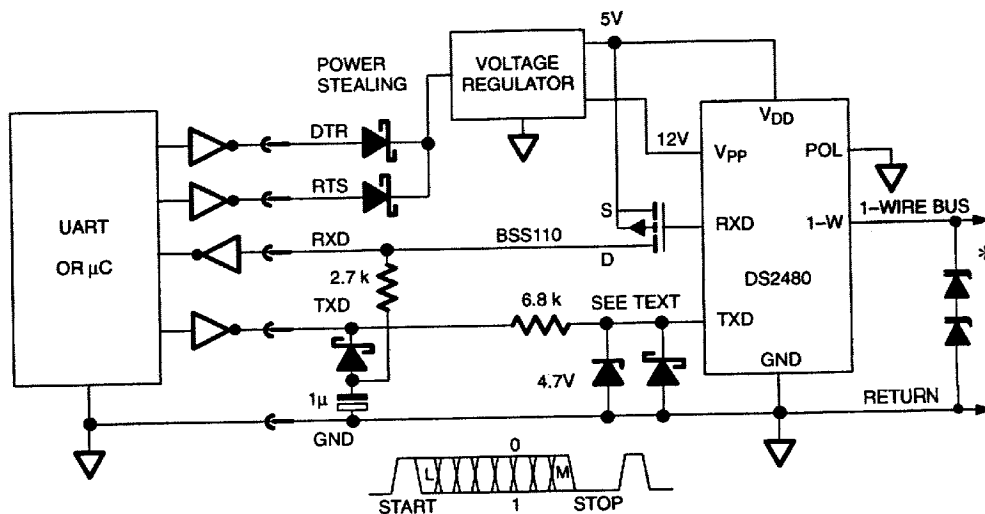 5V
POWER
STEALING
VOLTAGE
REGULATOR
DTR
12V
VDD
VPP
POL
RTS
S
1–WIRE BUS
UART
OR μC
RXD
BSS110
D
RXD
1–W
*
2.7 k
DS2480
TXD
6.8 k
SEE TEXT
TXD
4.7V
GND
1μ
RETURN
GND
0
L
M
START
1
STOP